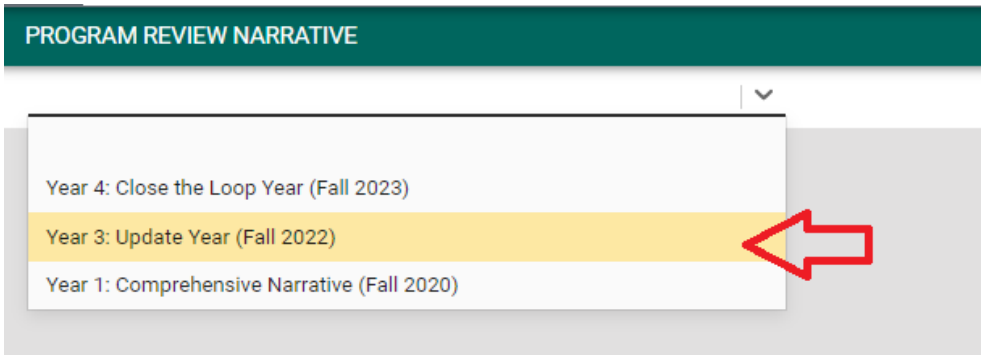 PROGRAM REVIEW NARRATIVE
Year 4: Close the Loop Year (Fall 2023)
Year 3: Update Year (Fall 2022)
Year 1: Comprehensive Narrative (Fall 2020)